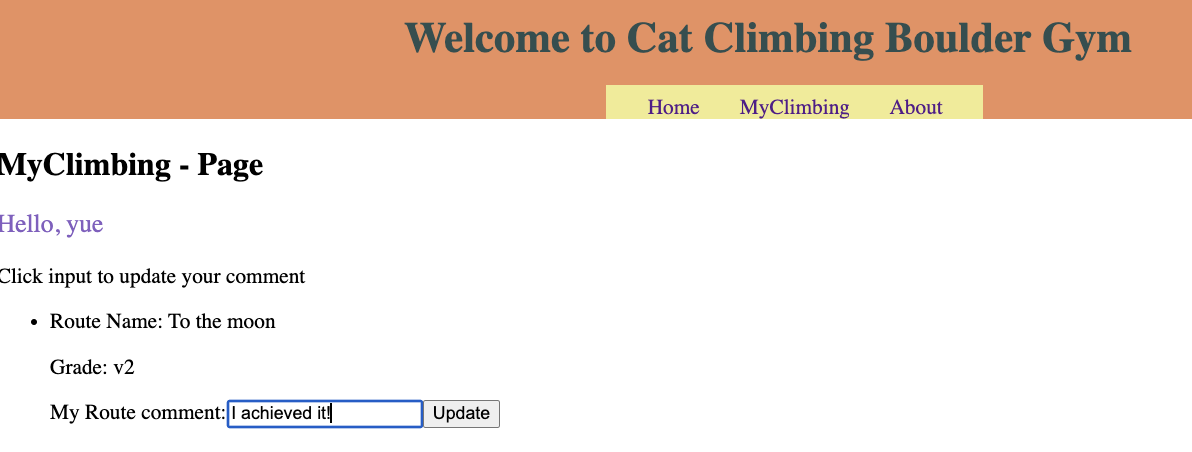 Welcome to Cat Climbing Boulder Gym
Home MyClimbing About
MyClimbing - Page
Hello, yue
Click input to update your comment
Route Name: To the moon
Grade: v2
My Route comment: I achieved it! Update